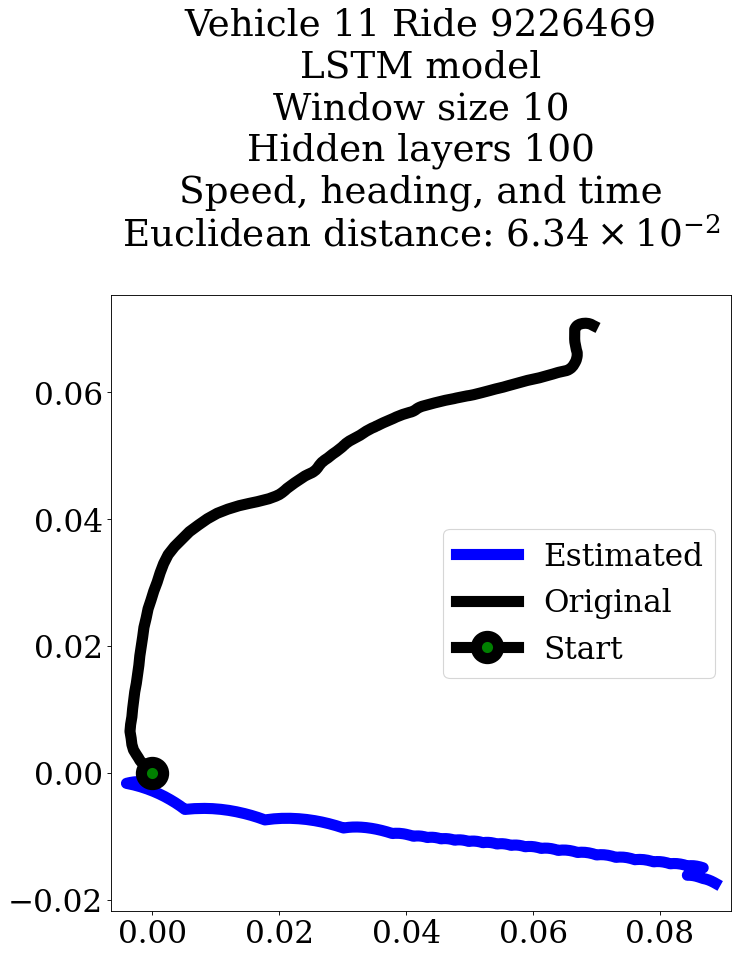 Vehicle 11 Ride 9226469
LSTM model
Window size 10
Hidden layers 100
Speed, heading, and time
Euclidean distance: 6.34 × 10⁻²
0.06
0.04
0.02
0.00
−0.02
Estimated
Original
Start
0.00 0.02 0.04 0.06 0.08